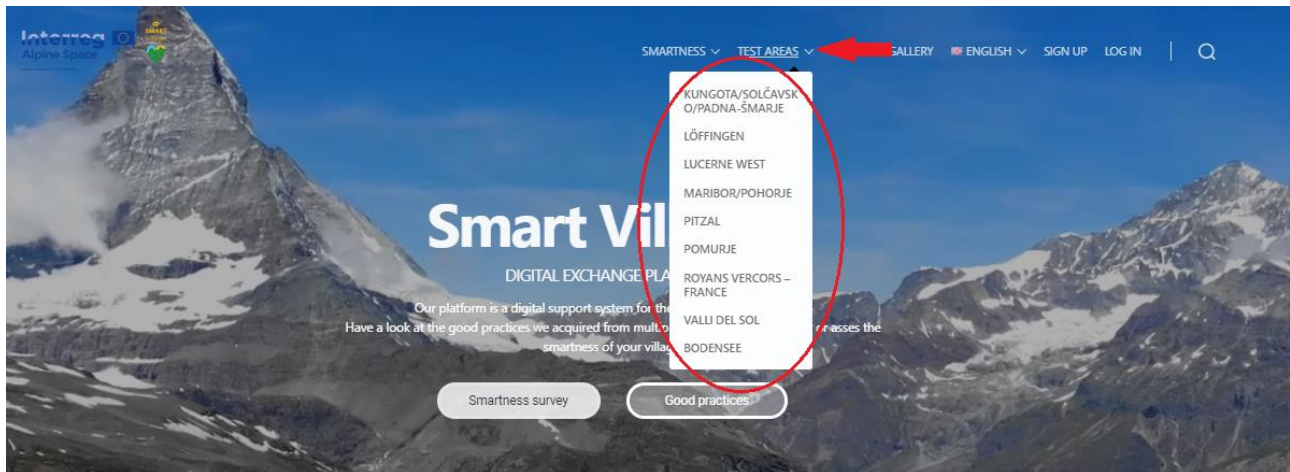 Interreg
Alpine Space
SMART
SMARTNESS TEST AREAS GALLERY ENGLISH SIGN UP LOG IN
KUNGOTA/SOLČAVSK
O/PADNA-ŠMARJE
LÖFFINGEN
LUCERNE WEST
MARIBOR/POHORJE
PITZAL
POMURJE
ROYANS VERCORS –
FRANCE
VALLI DEL SOL
BODENSEE
Smart Vil
DIGITAL EXCHANGE PLA
Our platform is a digital support system for the
Have a look at the good practices we acquired from multip or asses the
smartness of your villag
Smartness survey Good practices